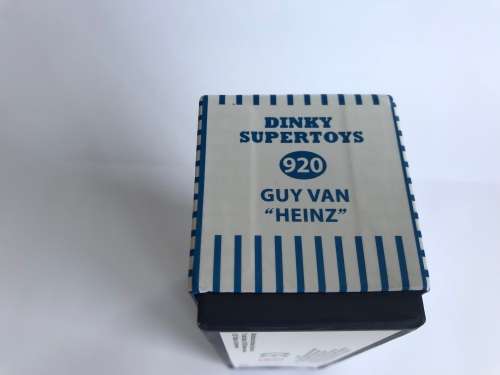 DINKY
SUPERTOYS
920
GUY VAN
"HEINZ"